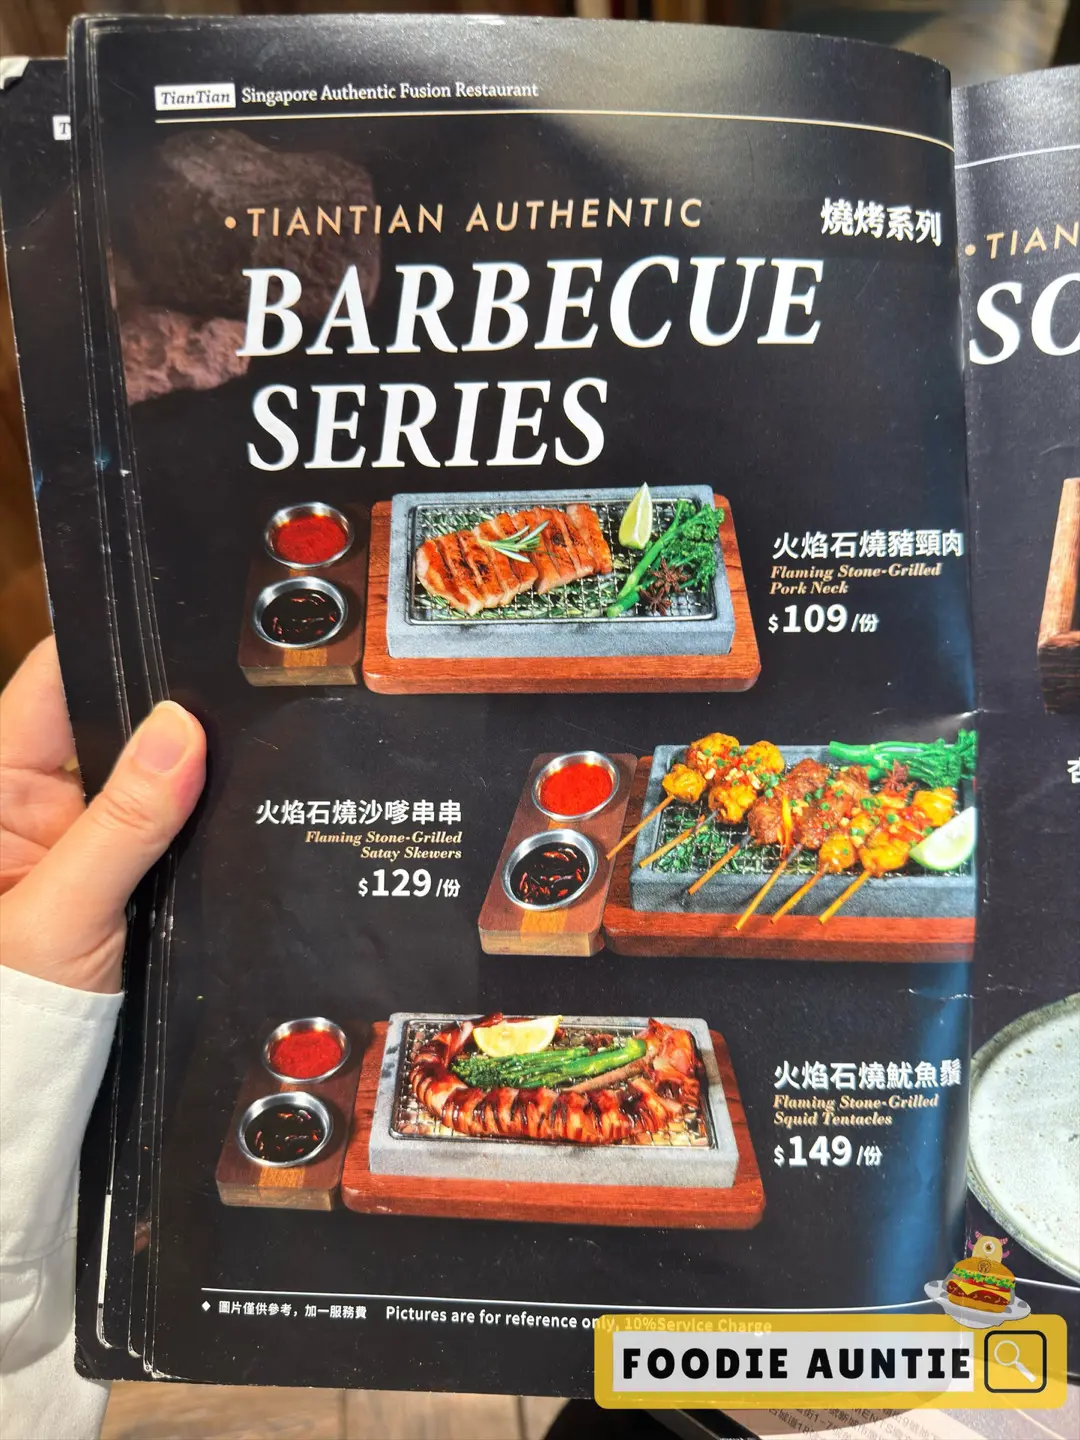 TianTian Singapore Authentic Fusion Restaurant
•TIANTIAN AUTHENTIC
燒烤系列
BARBECUE
SERIES
火焰石燒豬頸肉
Flaming Stone-Grilled
Pork Neck
$109/份
火焰石燒沙嗲串串
Flaming Stone-Grilled
Satay Skewers
$129/份
火焰石燒魷魚鬚
Flaming Stone-Grilled
Squid Tentacles
$149/份
◆ 圖片僅供參考，加一服務費 Pictures are for reference only, 10%Service Charge
•TIAN
SO
FOODIE AUNTIE